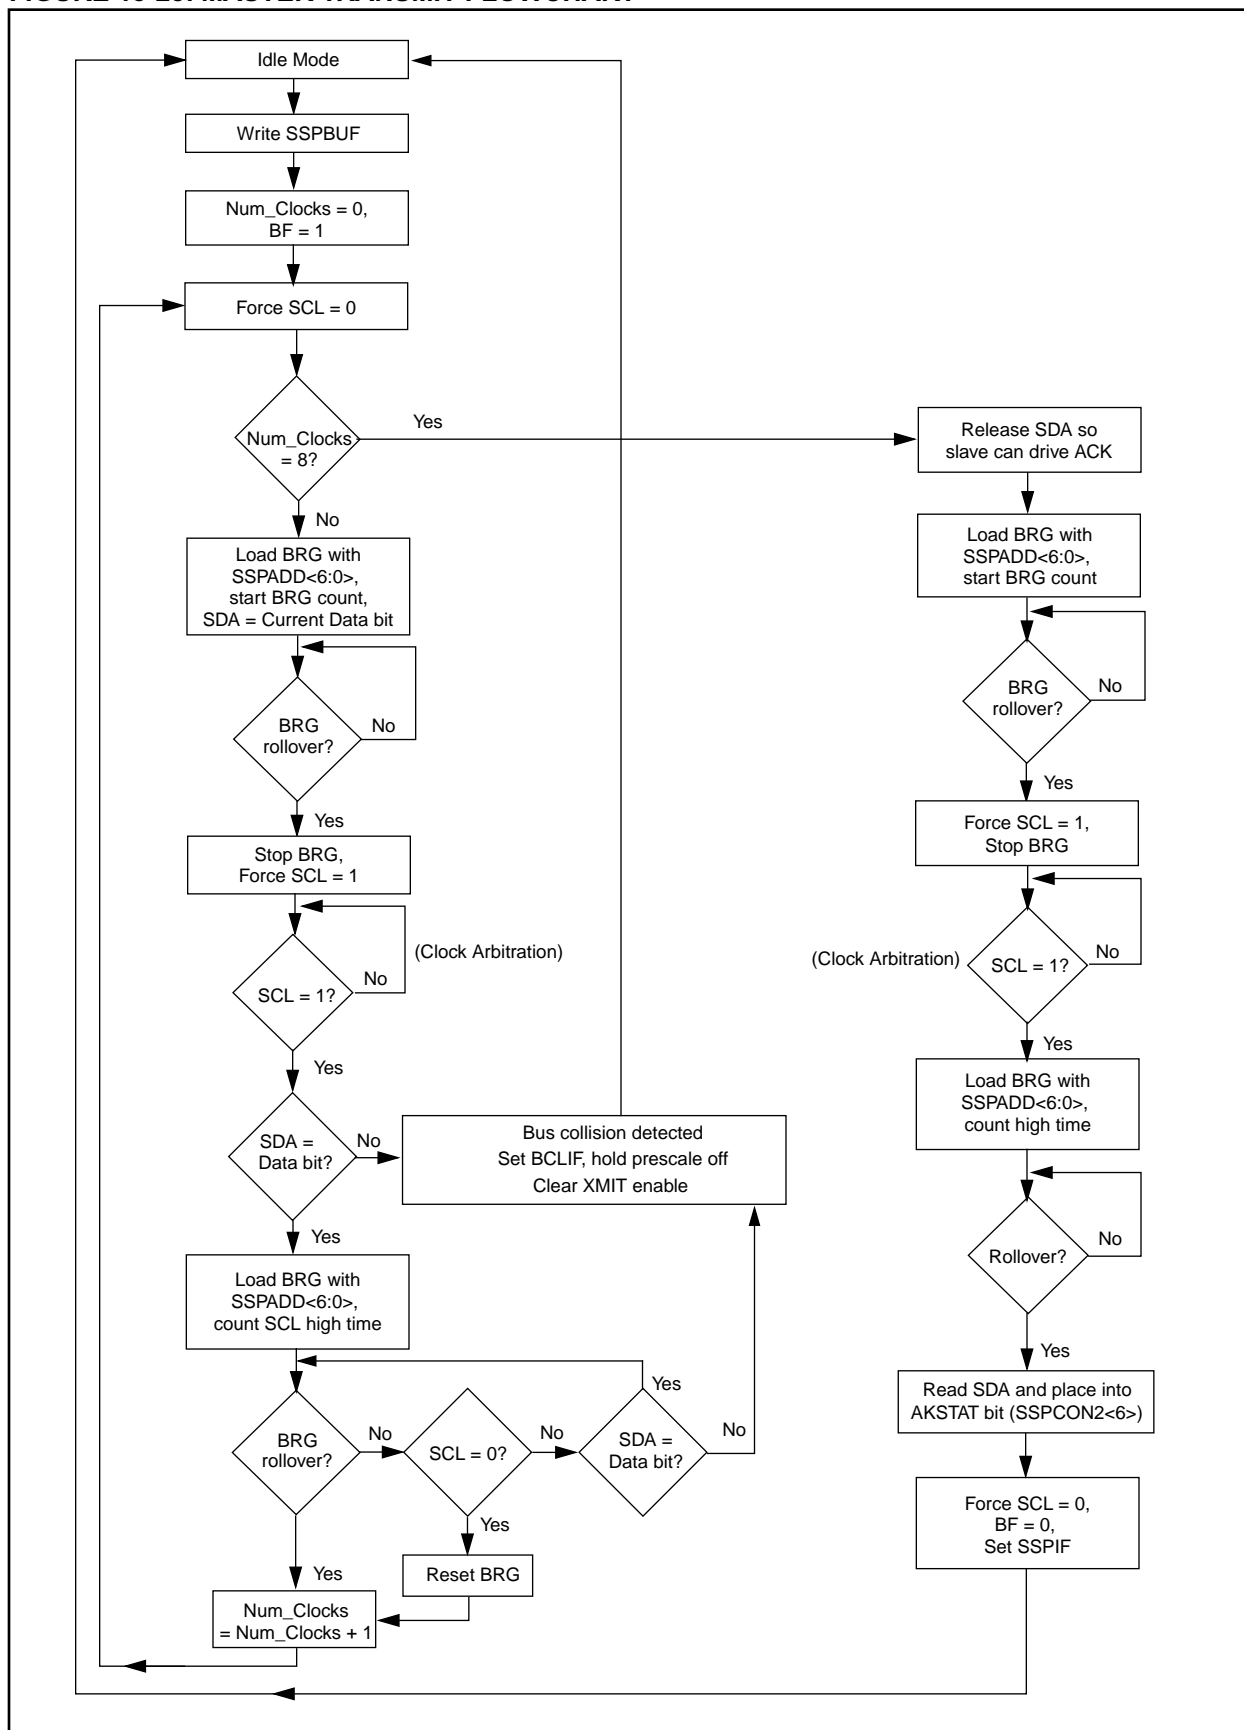 Idle Mode
Write SSPBUF
Num_Clocks = 0,
BF = 1
Force SCL = 0
Num_Clocks
= 8?
Yes
No
Load BRG with
SSPADD<6:0>,
start BRG count,
SDA = Current Data bit
BRG
rollover?
No
Yes
Stop BRG,
Force SCL = 1
(Clock Arbitration)
SCL = 1?
No
Yes
SDA =
Data bit?
No
Bus collision detected
Set BCLIF, hold prescale off
Clear XMIT enable
Yes
Load BRG with
SSPADD<6:0>,
count SCL high time
BRG
rollover?
No
SCL = 0?
No
Yes
SDA =
Data bit?
No
Yes
Reset BRG
Yes
Num_Clocks
= Num_Clocks + 1
Release SDA so
slave can drive ACK
Load BRG with
SSPADD<6:0>,
start BRG count
BRG
rollover?
No
Yes
Force SCL = 1,
Stop BRG
(Clock Arbitration)
SCL = 1?
No
Yes
Load BRG with
SSPADD<6:0>,
count high time
Rollover?
No
Yes
Read SDA and place into
AKSTAT bit (SSPCON2<6>)
Force SCL = 0,
BF = 0,
Set SSPIF